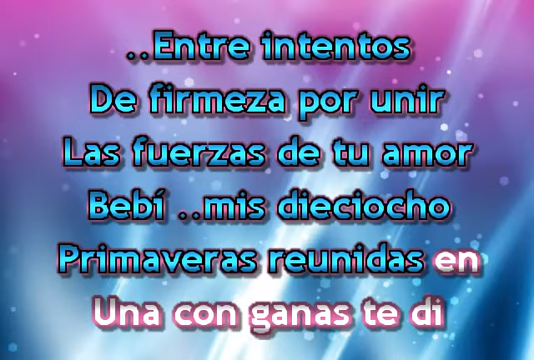 ..Entre intentos
De firmeza por unir
Las fuerzas de tu amor
Bebí ..mis dieciocho
Primaveras reunidas en
Una con ganas te di